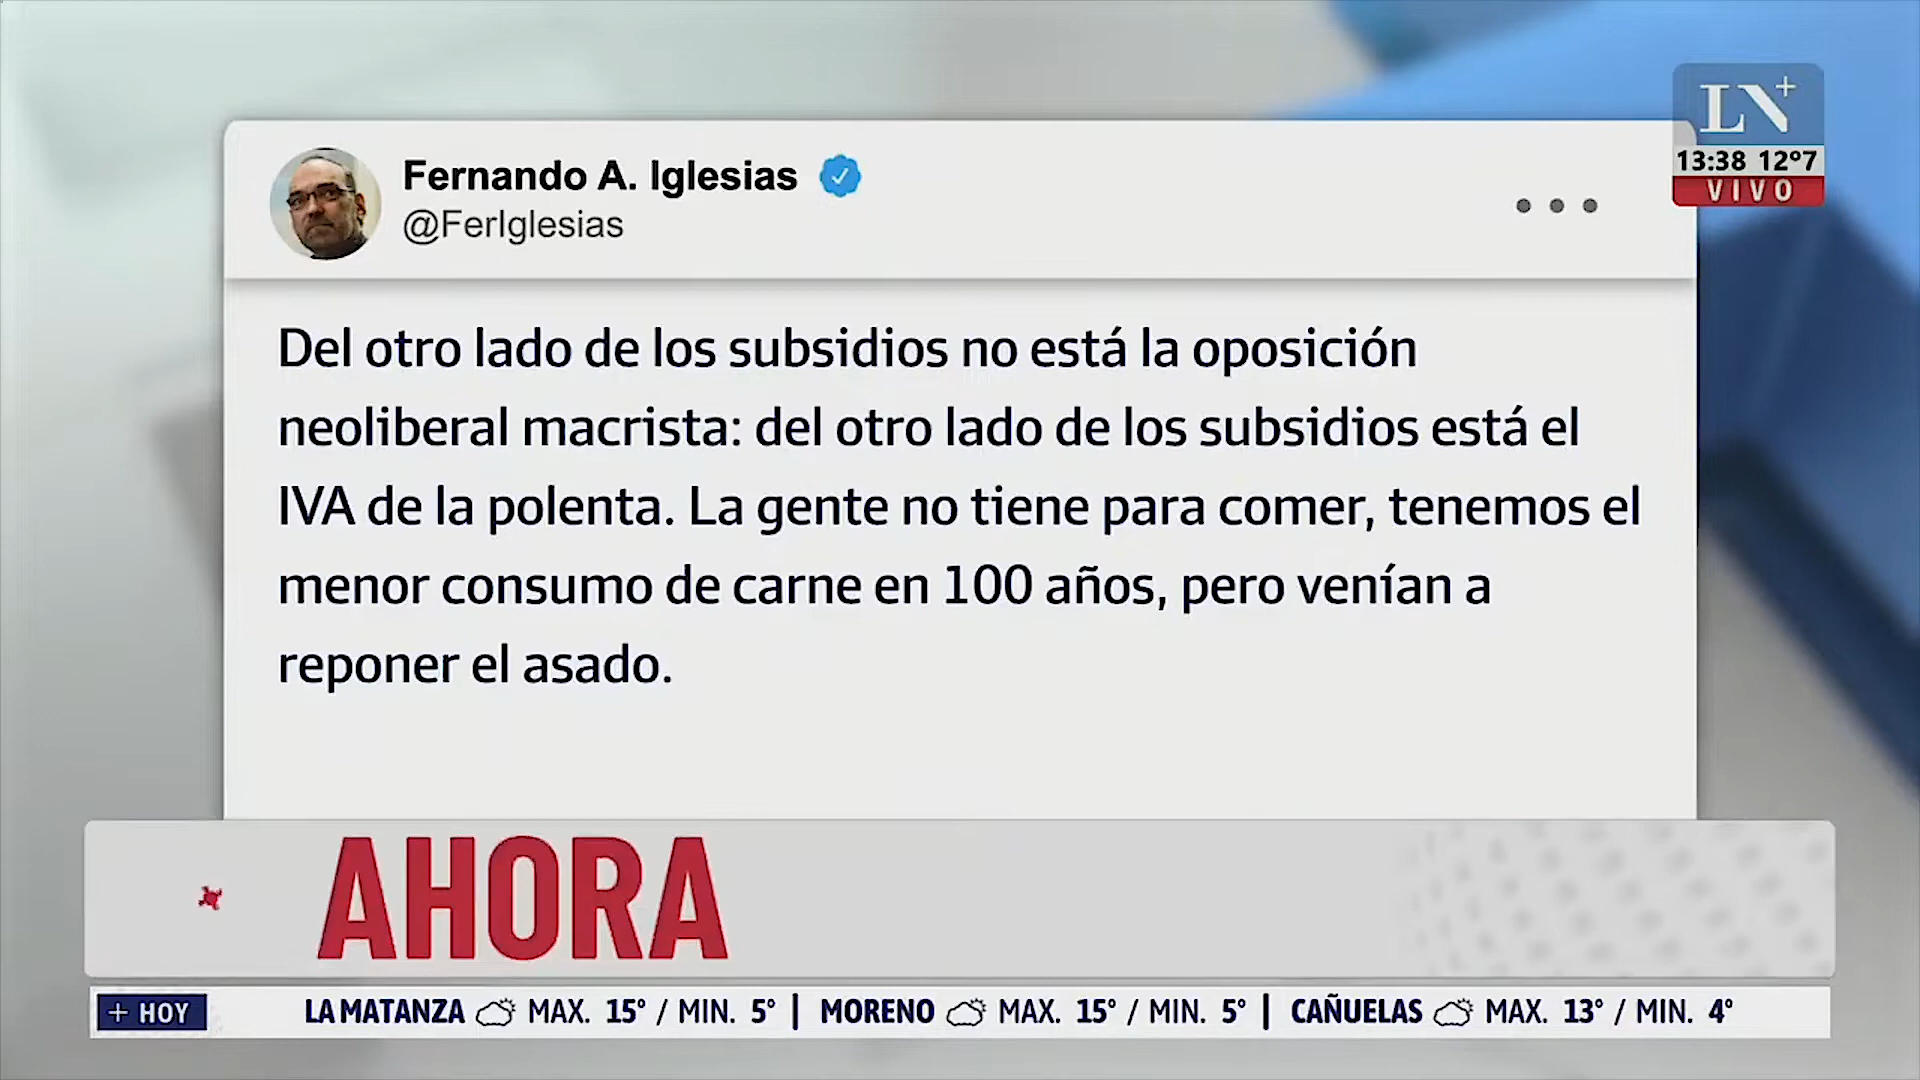 LN+
13:38 12°7
VIVO
Fernando A. Iglesias
@FerIglesias
Del otro lado de los subsidios no está la oposición
neoliberal macrista: del otro lado de los subsidios está el
IVA de la polenta. La gente no tiene para comer, tenemos el
menor consumo de carne en 100 años, pero venían a
reponer el asado.
AHORA
+ HOY
LA MATANZA MAX. 15° / MIN. 5° | MORENO MAX. 15° / MIN. 5° | CAÑUELAS MAX. 13° / MIN. 4°